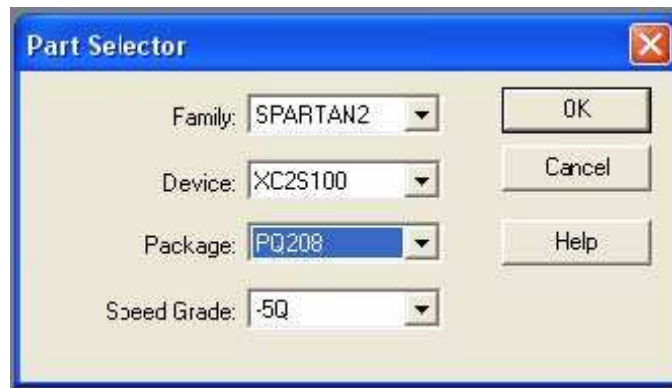 Part Selector
Family: SPARTAN2
OK
Device: XC2S100
Cancel
Package: PQ208
Help
Speed Grade: -5Q